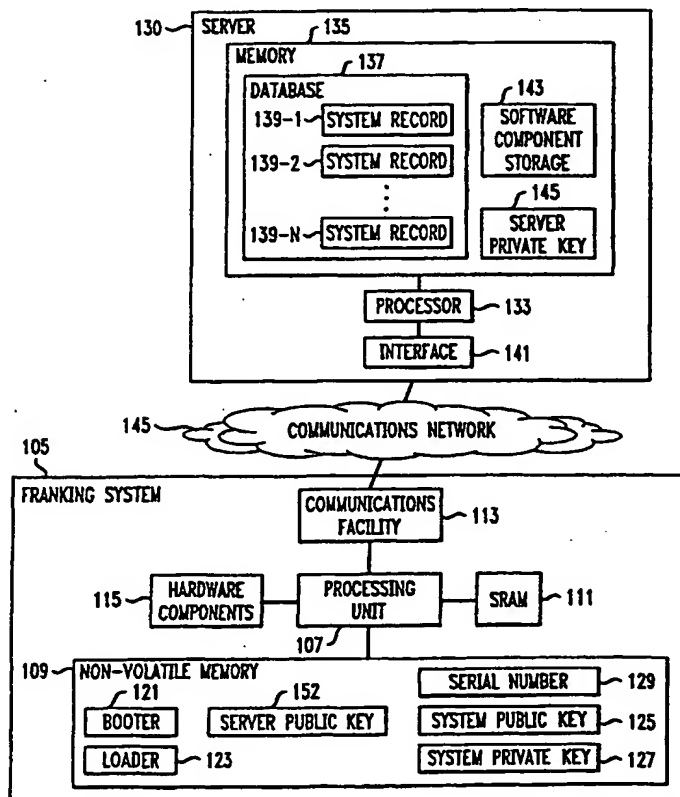 130 SERVER
135
MEMORY
137
DATABASE
139-1 SYSTEM RECORD
139-2 SYSTEM RECORD
139-N SYSTEM RECORD
143
SOFTWARE
COMPONENT
STORAGE
145
SERVER
PRIVATE KEY
PROCESSOR 133
INTERFACE 141
145 COMMUNICATIONS NETWORK
105
FRANKING SYSTEM
COMMUNICATIONS
FACILITY 113
115 HARDWARE
COMPONENTS
PROCESSING
UNIT
107
SRAM 111
109 NON-VOLATILE MEMORY
121
BOOTER
LOADER 123
152
SERVER PUBLIC KEY
SERIAL NUMBER 129
SYSTEM PUBLIC KEY 125
SYSTEM PRIVATE KEY 127